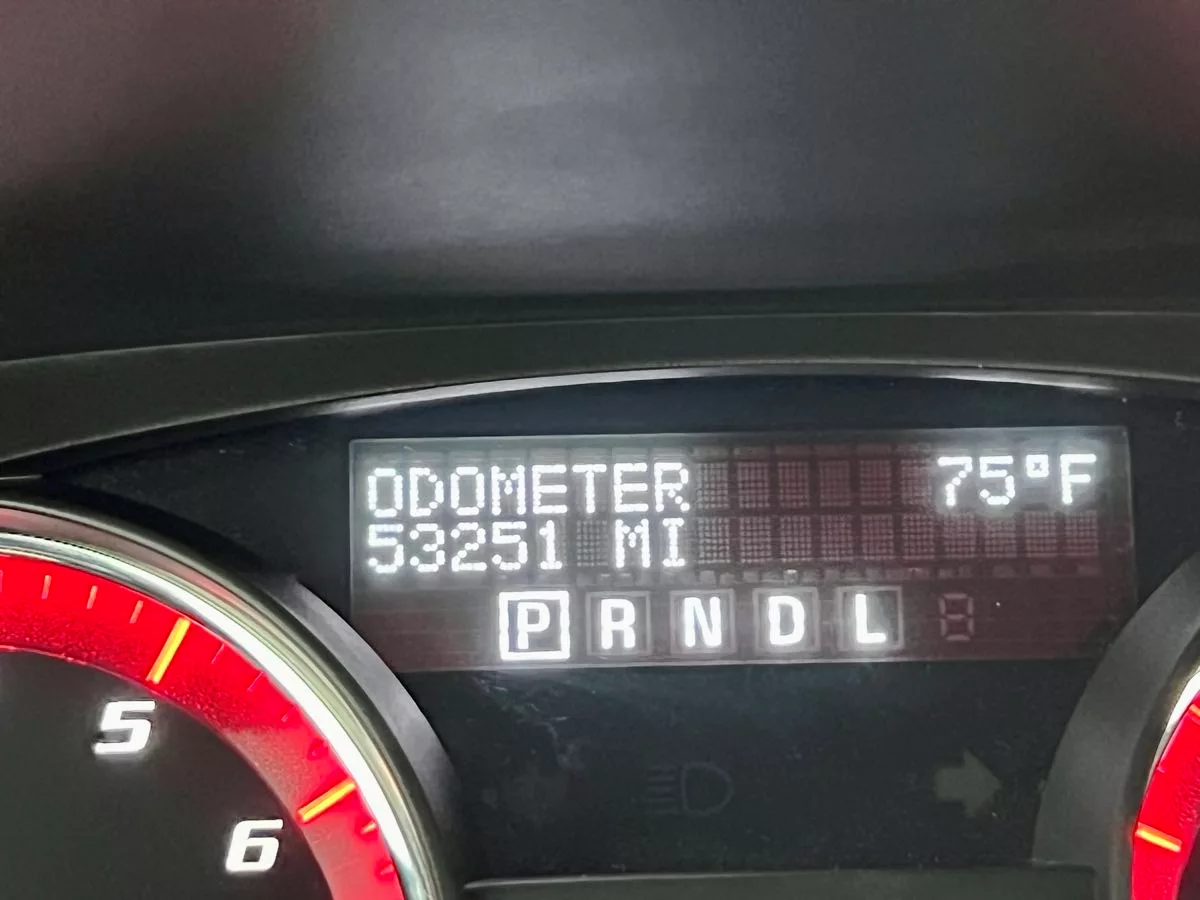 ODOMETER 75°F
53251 MI
P R N D L
5
6